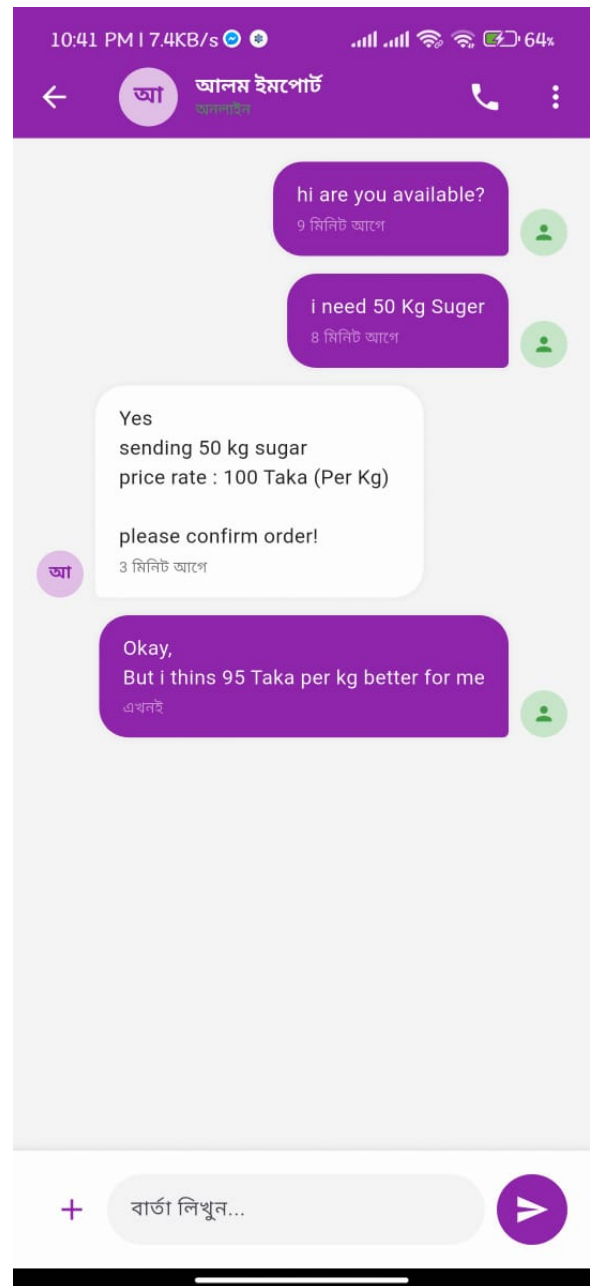 10:41 PM | 7.4KB/s 64%
আ
আলম ইমপোর্ট
অনলাইন
hi are you available?
9 মিনিট আগে
i need 50 Kg Suger
8 মিনিট আগে
Yes
sending 50 kg sugar
price rate : 100 Taka (Per Kg)
please confirm order!
3 মিনিট আগে
আ
Okay,
But i thins 95 Taka per kg better for me
এখনই
বার্তা লিখুন...